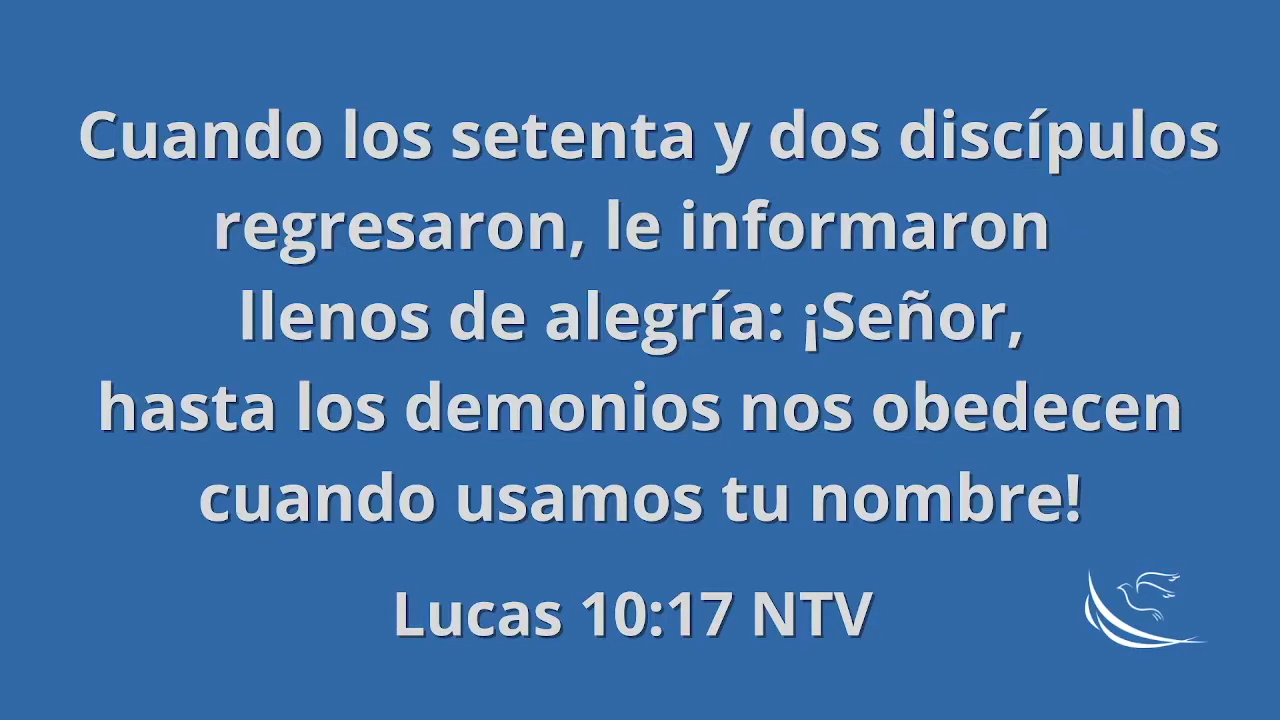 Cuando los setenta y dos discípulos
regresaron, le informaron
llenos de alegría: ¡Señor,
hasta los demonios nos obedecen
cuando usamos tu nombre!
Lucas 10:17 NTV